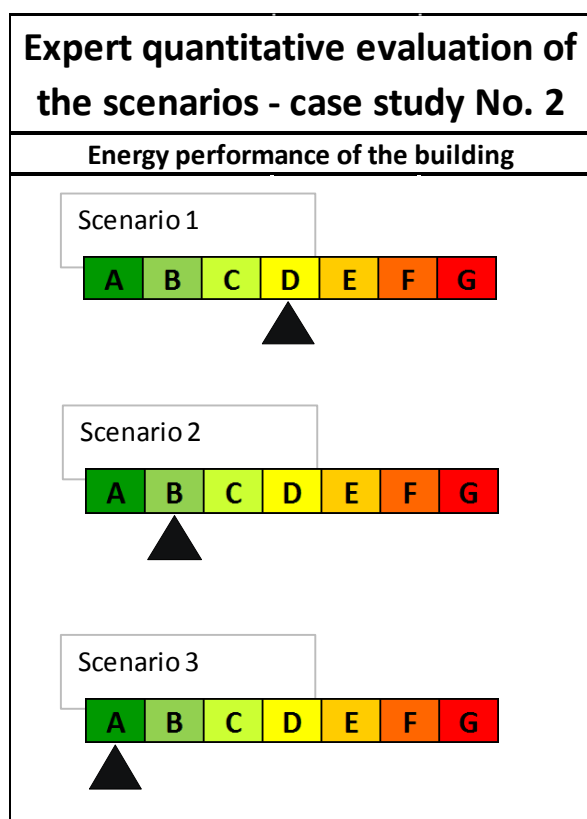 Expert quantitative evaluation of
the scenarios - case study No. 2
Energy performance of the building
Scenario 1
A B C D E F G
Scenario 2
A B C D E F G
Scenario 3
A B C D E F G